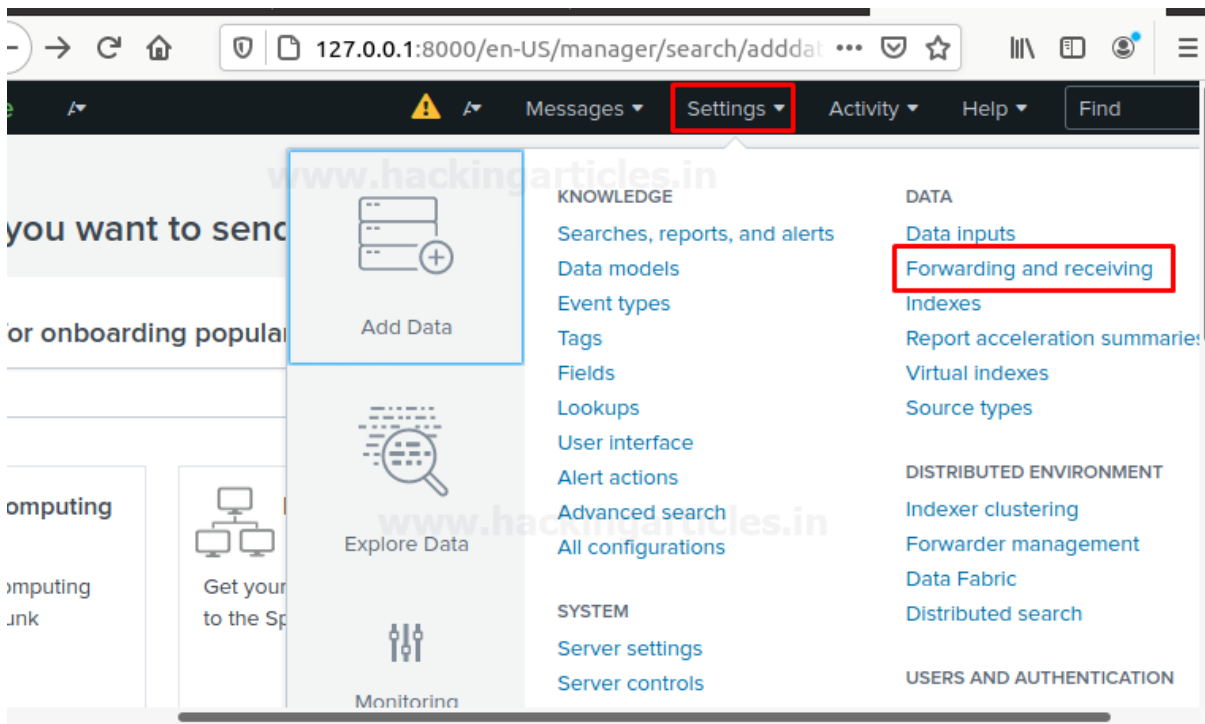 127.0.0.1:8000/en-US/manager/search/adddat
Messages Settings Activity Help Find
www.hackingarticles.in
you want to send
for onboarding popular
Add Data
Explore Data
Monitoring
KNOWLEDGE
Searches, reports, and alerts
Data models
Event types
Tags
Fields
Lookups
User interface
Alert actions
Advanced search
All configurations
SYSTEM
Server settings
Server controls
DATA
Data inputs
Forwarding and receiving
Indexes
Report acceleration summaries
Virtual indexes
Source types
DISTRIBUTED ENVIRONMENT
Indexer clustering
Forwarder management
Data Fabric
Distributed search
USERS AND AUTHENTICATION
omputing
omputing
unk
Get your
to the Sp
www.hackingarticles.in